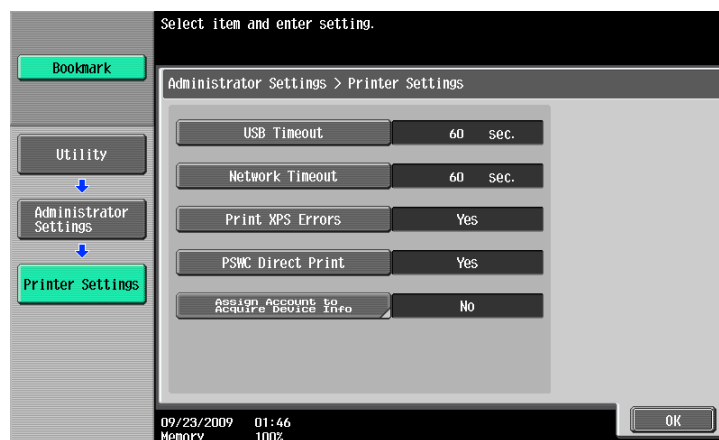 Select item and enter setting.
Bookmark
Administrator Settings > Printer Settings
USB Timeout 60 sec.
Utility
Network Timeout 60 sec.
Administrator
Settings
Print XPS Errors Yes
PSWC Direct Print Yes
Printer Settings
Assign Account to
Acquire Device Info
No
09/23/2009 01:46
Memory 100%
OK